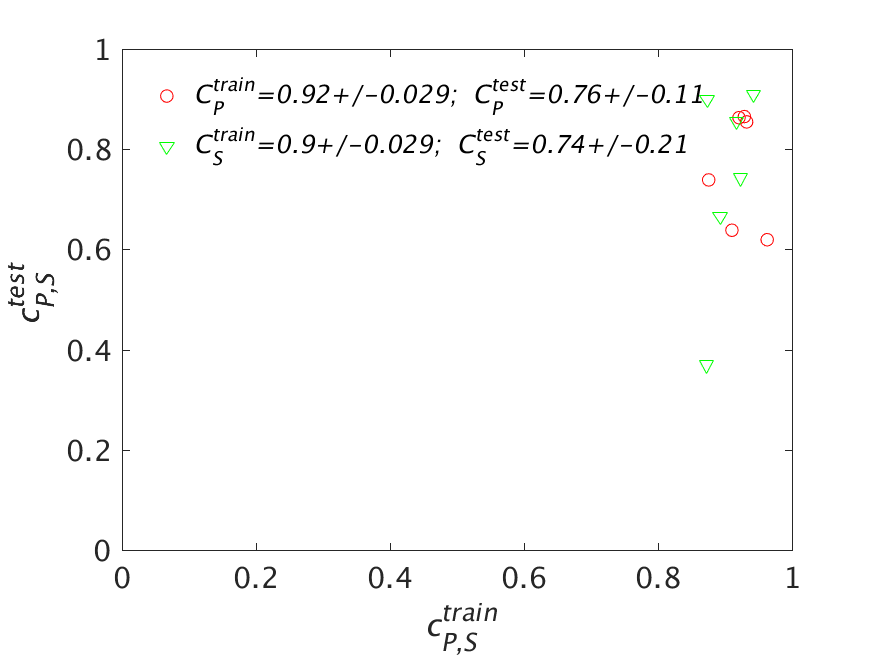 1
0.8
0.6
0.4
0.2
0
0 0.2 0.4 0.6 0.8 1
C_P^train=0.92+/-0.029; C_P^test=0.76+/-0.11
C_S^train=0.9+/-0.029; C_S^test=0.74+/-0.21
c_{P,S}^{test}
c_{P,S}^{train}